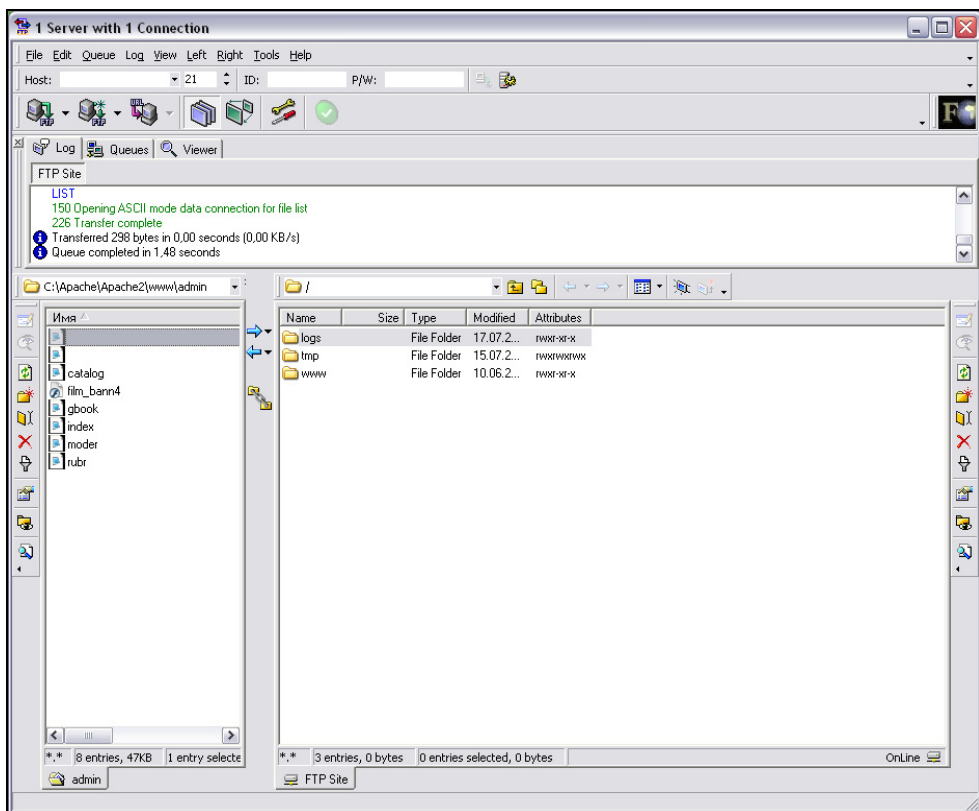 1 Server with 1 Connection
File Edit Queue Log View Left Right Tools Help
Host: 21 ID: P/W:
Log Queues Viewer
FTP Site
LIST
150 Opening ASCII mode data connection for file list
226 Transfer complete
Transferred 298 bytes in 0,00 seconds (0,00 KB/s)
Queue completed in 1,48 seconds
C:\Apache\Apache2\www\admin /
Имя
catalog
film_bann4
gbook
index
moder
rubr
Name Size Type Modified Attributes
logs File Folder 17.07.2... rwxr-xr-x
tmp File Folder 15.07.2... rwxrwxrwx
www File Folder 10.06.2... rwxr-xr-x
*.* 8 entries, 47KB 1 entry selecte
*.* 3 entries, 0 bytes 0 entries selected, 0 bytes OnLine
admin FTP Site